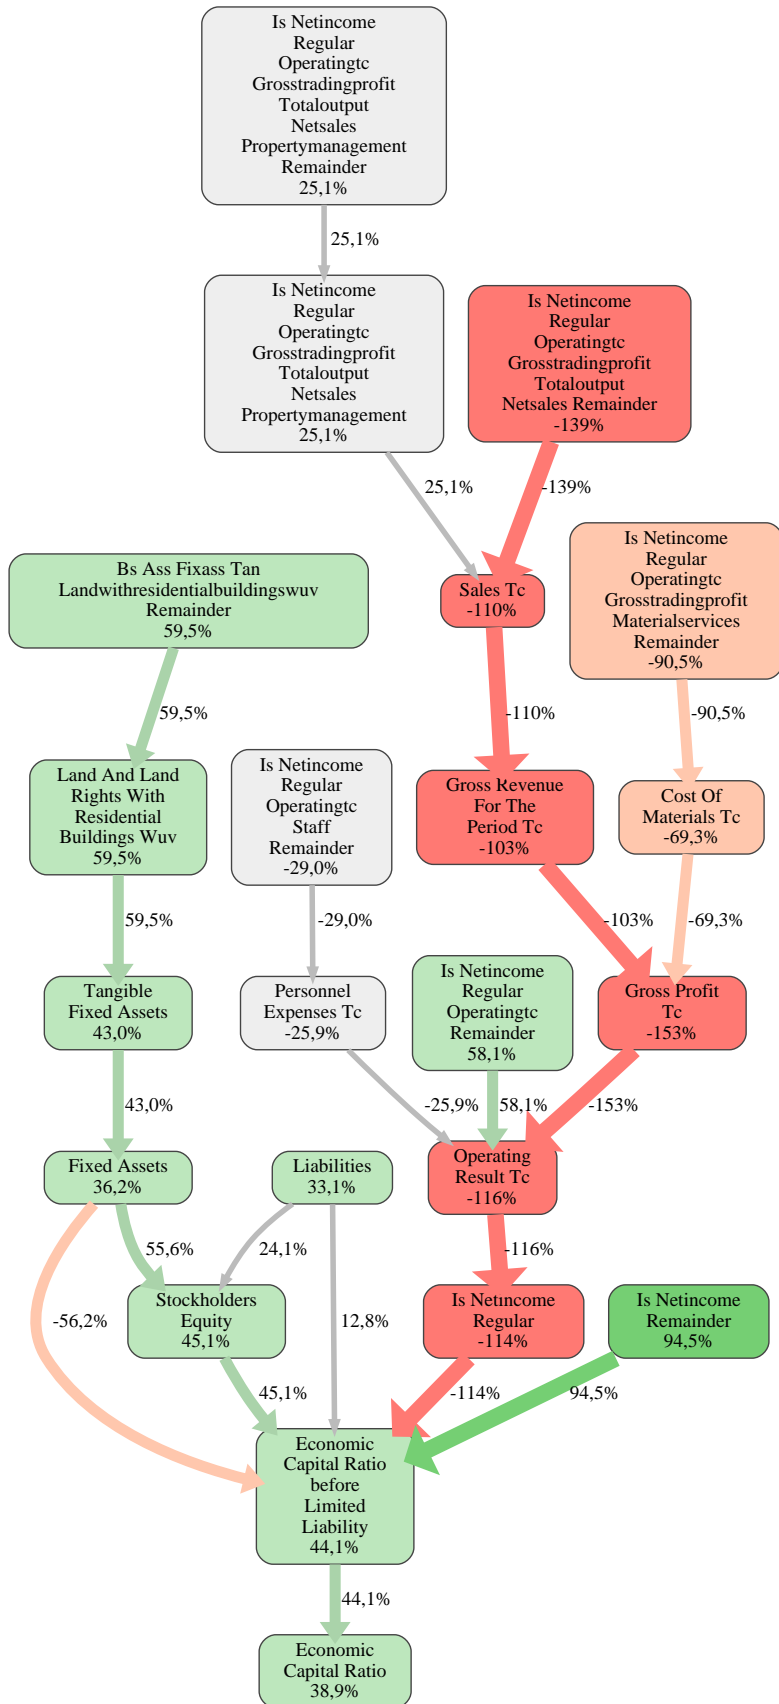 Is Netincome
Regular
Operatingtc
Grosstradingprofit
Totaloutput
Netsales
Propertymanagement
Remainder
25,1%
25,1%
Is Netincome
Regular
Operatingtc
Grosstradingprofit
Totaloutput
Netsales
Propertymanagement
25,1%
Is Netincome
Regular
Operatingtc
Grosstradingprofit
Totaloutput
Netsales Remainder
-139%
25,1%
-139%
Bs Ass Fixass Tan
Landwithresidentialbuildingswuv
Remainder
59,5%
Sales Tc
-110%
Is Netincome
Regular
Operatingtc
Grosstradingprofit
Materialservices
Remainder
-90,5%
59,5%
-110%
-90,5%
Land And Land
Rights With
Residential
Buildings Wuv
59,5%
Is Netincome
Regular
Operatingtc
Staff
Remainder
-29,0%
Gross Revenue
For The
Period Tc
-103%
Cost Of
Materials Tc
-69,3%
59,5%
-29,0%
-103%
-69,3%
Tangible
Fixed Assets
43,0%
Personnel
Expenses Tc
-25,9%
Is Netincome
Regular
Operatingtc
Remainder
58,1%
Gross Profit
Tc
-153%
43,0%
-25,9%
58,1%
-153%
Fixed Assets
36,2%
Liabilities
33,1%
Operating
Result Tc
-116%
55,6%
24,1%
-116%
-56,2%
Stockholders
Equity
45,1%
12,8%
Is Netincome
Regular
-114%
Is Netincome
Remainder
94,5%
45,1%
-114%
94,5%
Economic
Capital Ratio
before
Limited
Liability
44,1%
44,1%
Economic
Capital Ratio
38,9%